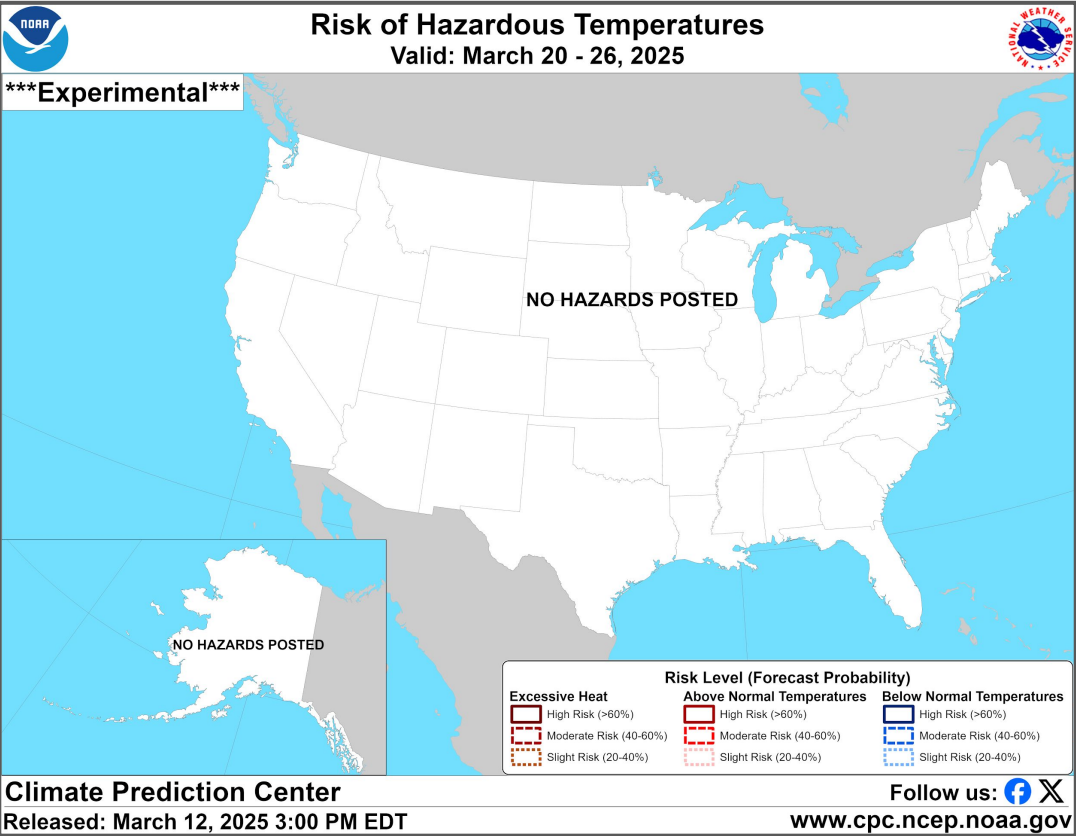 NOAA
Risk of Hazardous Temperatures
Valid: March 20 - 26, 2025
NATIONAL WEATHER SERVICE
***Experimental***
NO HAZARDS POSTED
NO HAZARDS POSTED
Risk Level (Forecast Probability)
Excessive Heat
High Risk (>60%)
Moderate Risk (40-60%)
Slight Risk (20-40%)
Above Normal Temperatures
High Risk (>60%)
Moderate Risk (40-60%)
Slight Risk (20-40%)
Below Normal Temperatures
High Risk (>60%)
Moderate Risk (40-60%)
Slight Risk (20-40%)
Climate Prediction Center
Follow us:
Released: March 12, 2025 3:00 PM EDT
www.cpc.ncep.noaa.gov